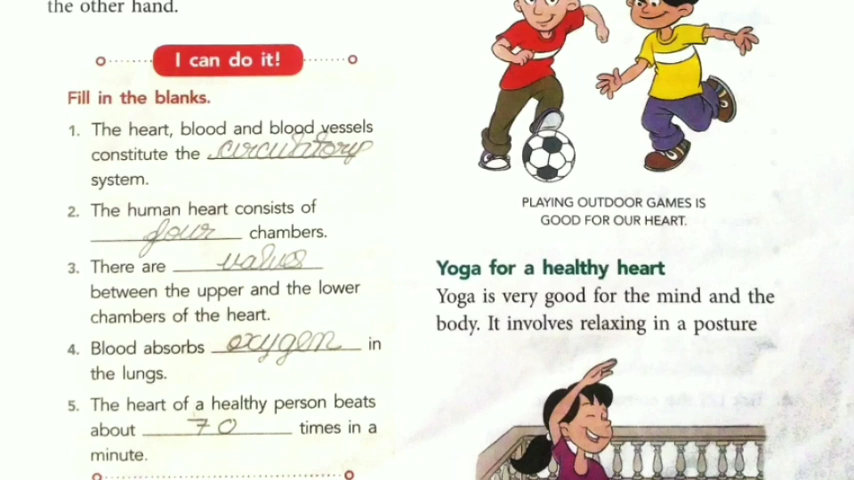 the other hand.
I can do it!
Fill in the blanks.
1. The heart, blood and blood vessels
constitute the circulatory
system.
2. The human heart consists of
four chambers.
3. There are valves
between the upper and the lower
chambers of the heart.
4. Blood absorbs oxygen in
the lungs.
5. The heart of a healthy person beats
about 70 times in a
minute.
PLAYING OUTDOOR GAMES IS
GOOD FOR OUR HEART.
Yoga for a healthy heart
Yoga is very good for the mind and the
body. It involves relaxing in a posture